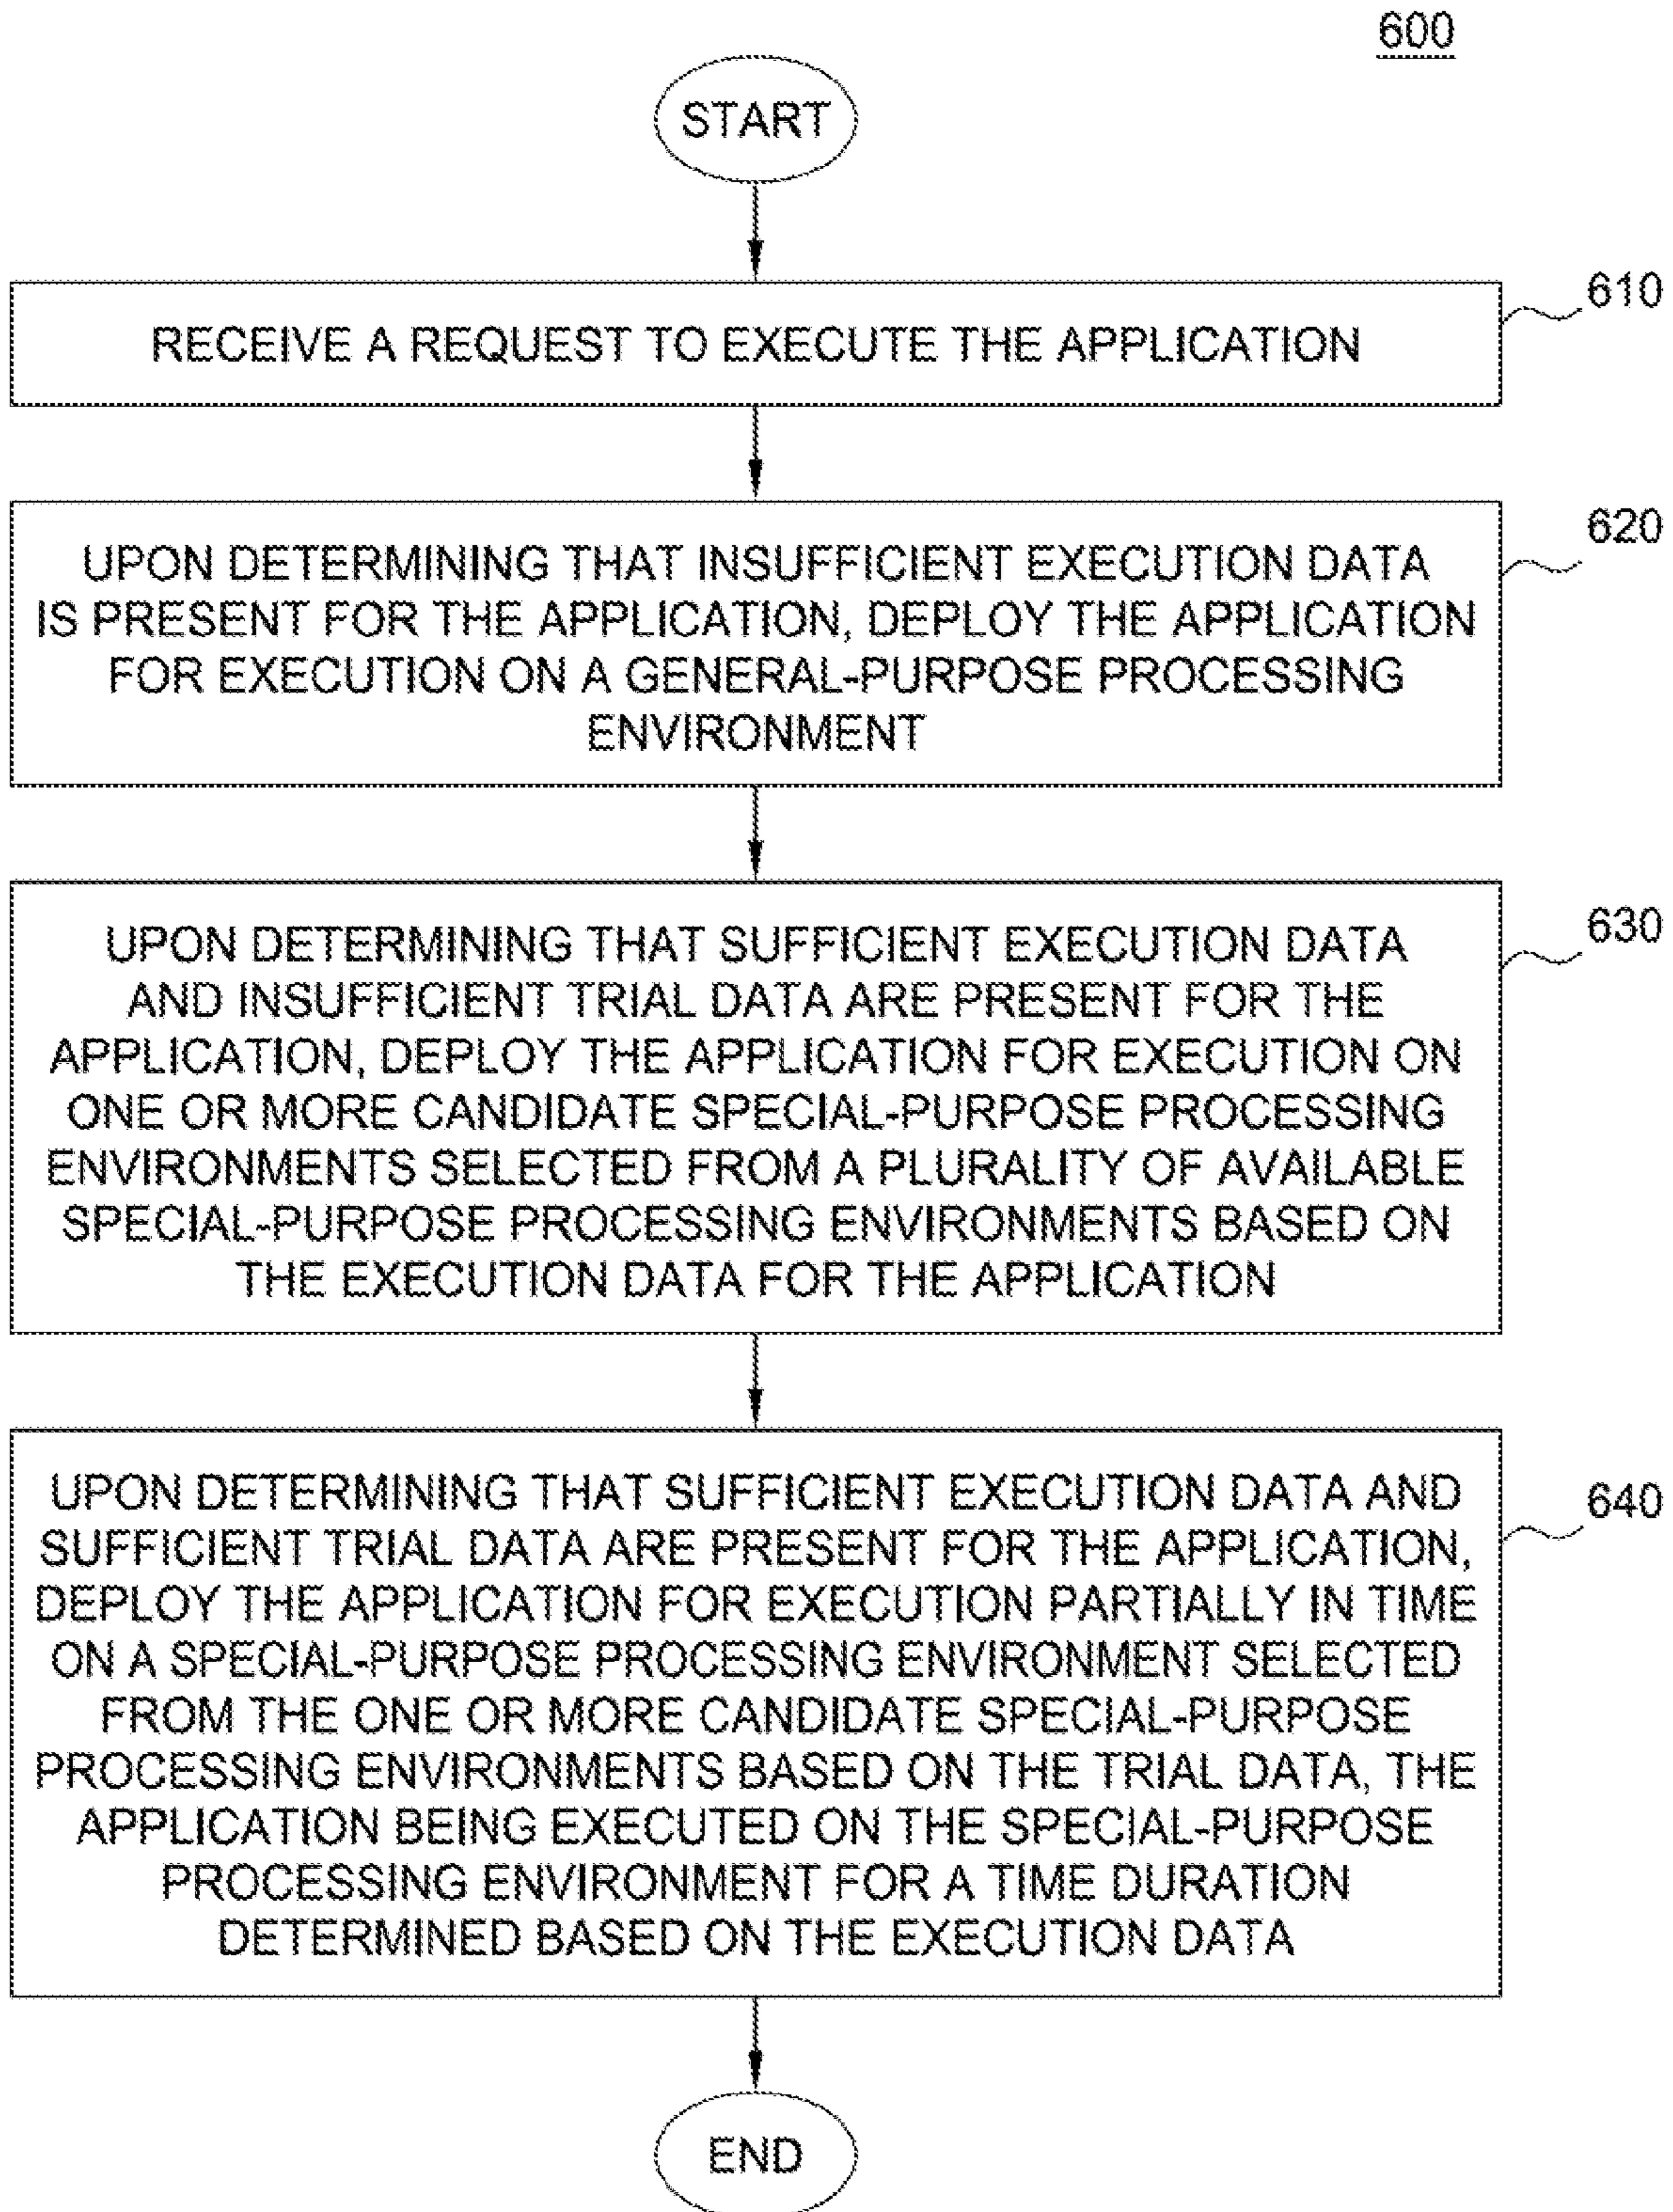 600
START
RECEIVE A REQUEST TO EXECUTE THE APPLICATION
610
UPON DETERMINING THAT INSUFFICIENT EXECUTION DATA
IS PRESENT FOR THE APPLICATION, DEPLOY THE APPLICATION
FOR EXECUTION ON A GENERAL-PURPOSE PROCESSING
ENVIRONMENT
620
UPON DETERMINING THAT SUFFICIENT EXECUTION DATA
AND INSUFFICIENT TRIAL DATA ARE PRESENT FOR THE
APPLICATION, DEPLOY THE APPLICATION FOR EXECUTION ON
ONE OR MORE CANDIDATE SPECIAL-PURPOSE PROCESSING
ENVIRONMENTS SELECTED FROM A PLURALITY OF AVAILABLE
SPECIAL-PURPOSE PROCESSING ENVIRONMENTS BASED ON
THE EXECUTION DATA FOR THE APPLICATION
630
UPON DETERMINING THAT SUFFICIENT EXECUTION DATA AND
SUFFICIENT TRIAL DATA ARE PRESENT FOR THE APPLICATION,
DEPLOY THE APPLICATION FOR EXECUTION PARTIALLY IN TIME
ON A SPECIAL-PURPOSE PROCESSING ENVIRONMENT SELECTED
FROM THE ONE OR MORE CANDIDATE SPECIAL-PURPOSE
PROCESSING ENVIRONMENTS BASED ON THE TRIAL DATA, THE
APPLICATION BEING EXECUTED ON THE SPECIAL-PURPOSE
PROCESSING ENVIRONMENT FOR A TIME DURATION
DETERMINED BASED ON THE EXECUTION DATA
640
END